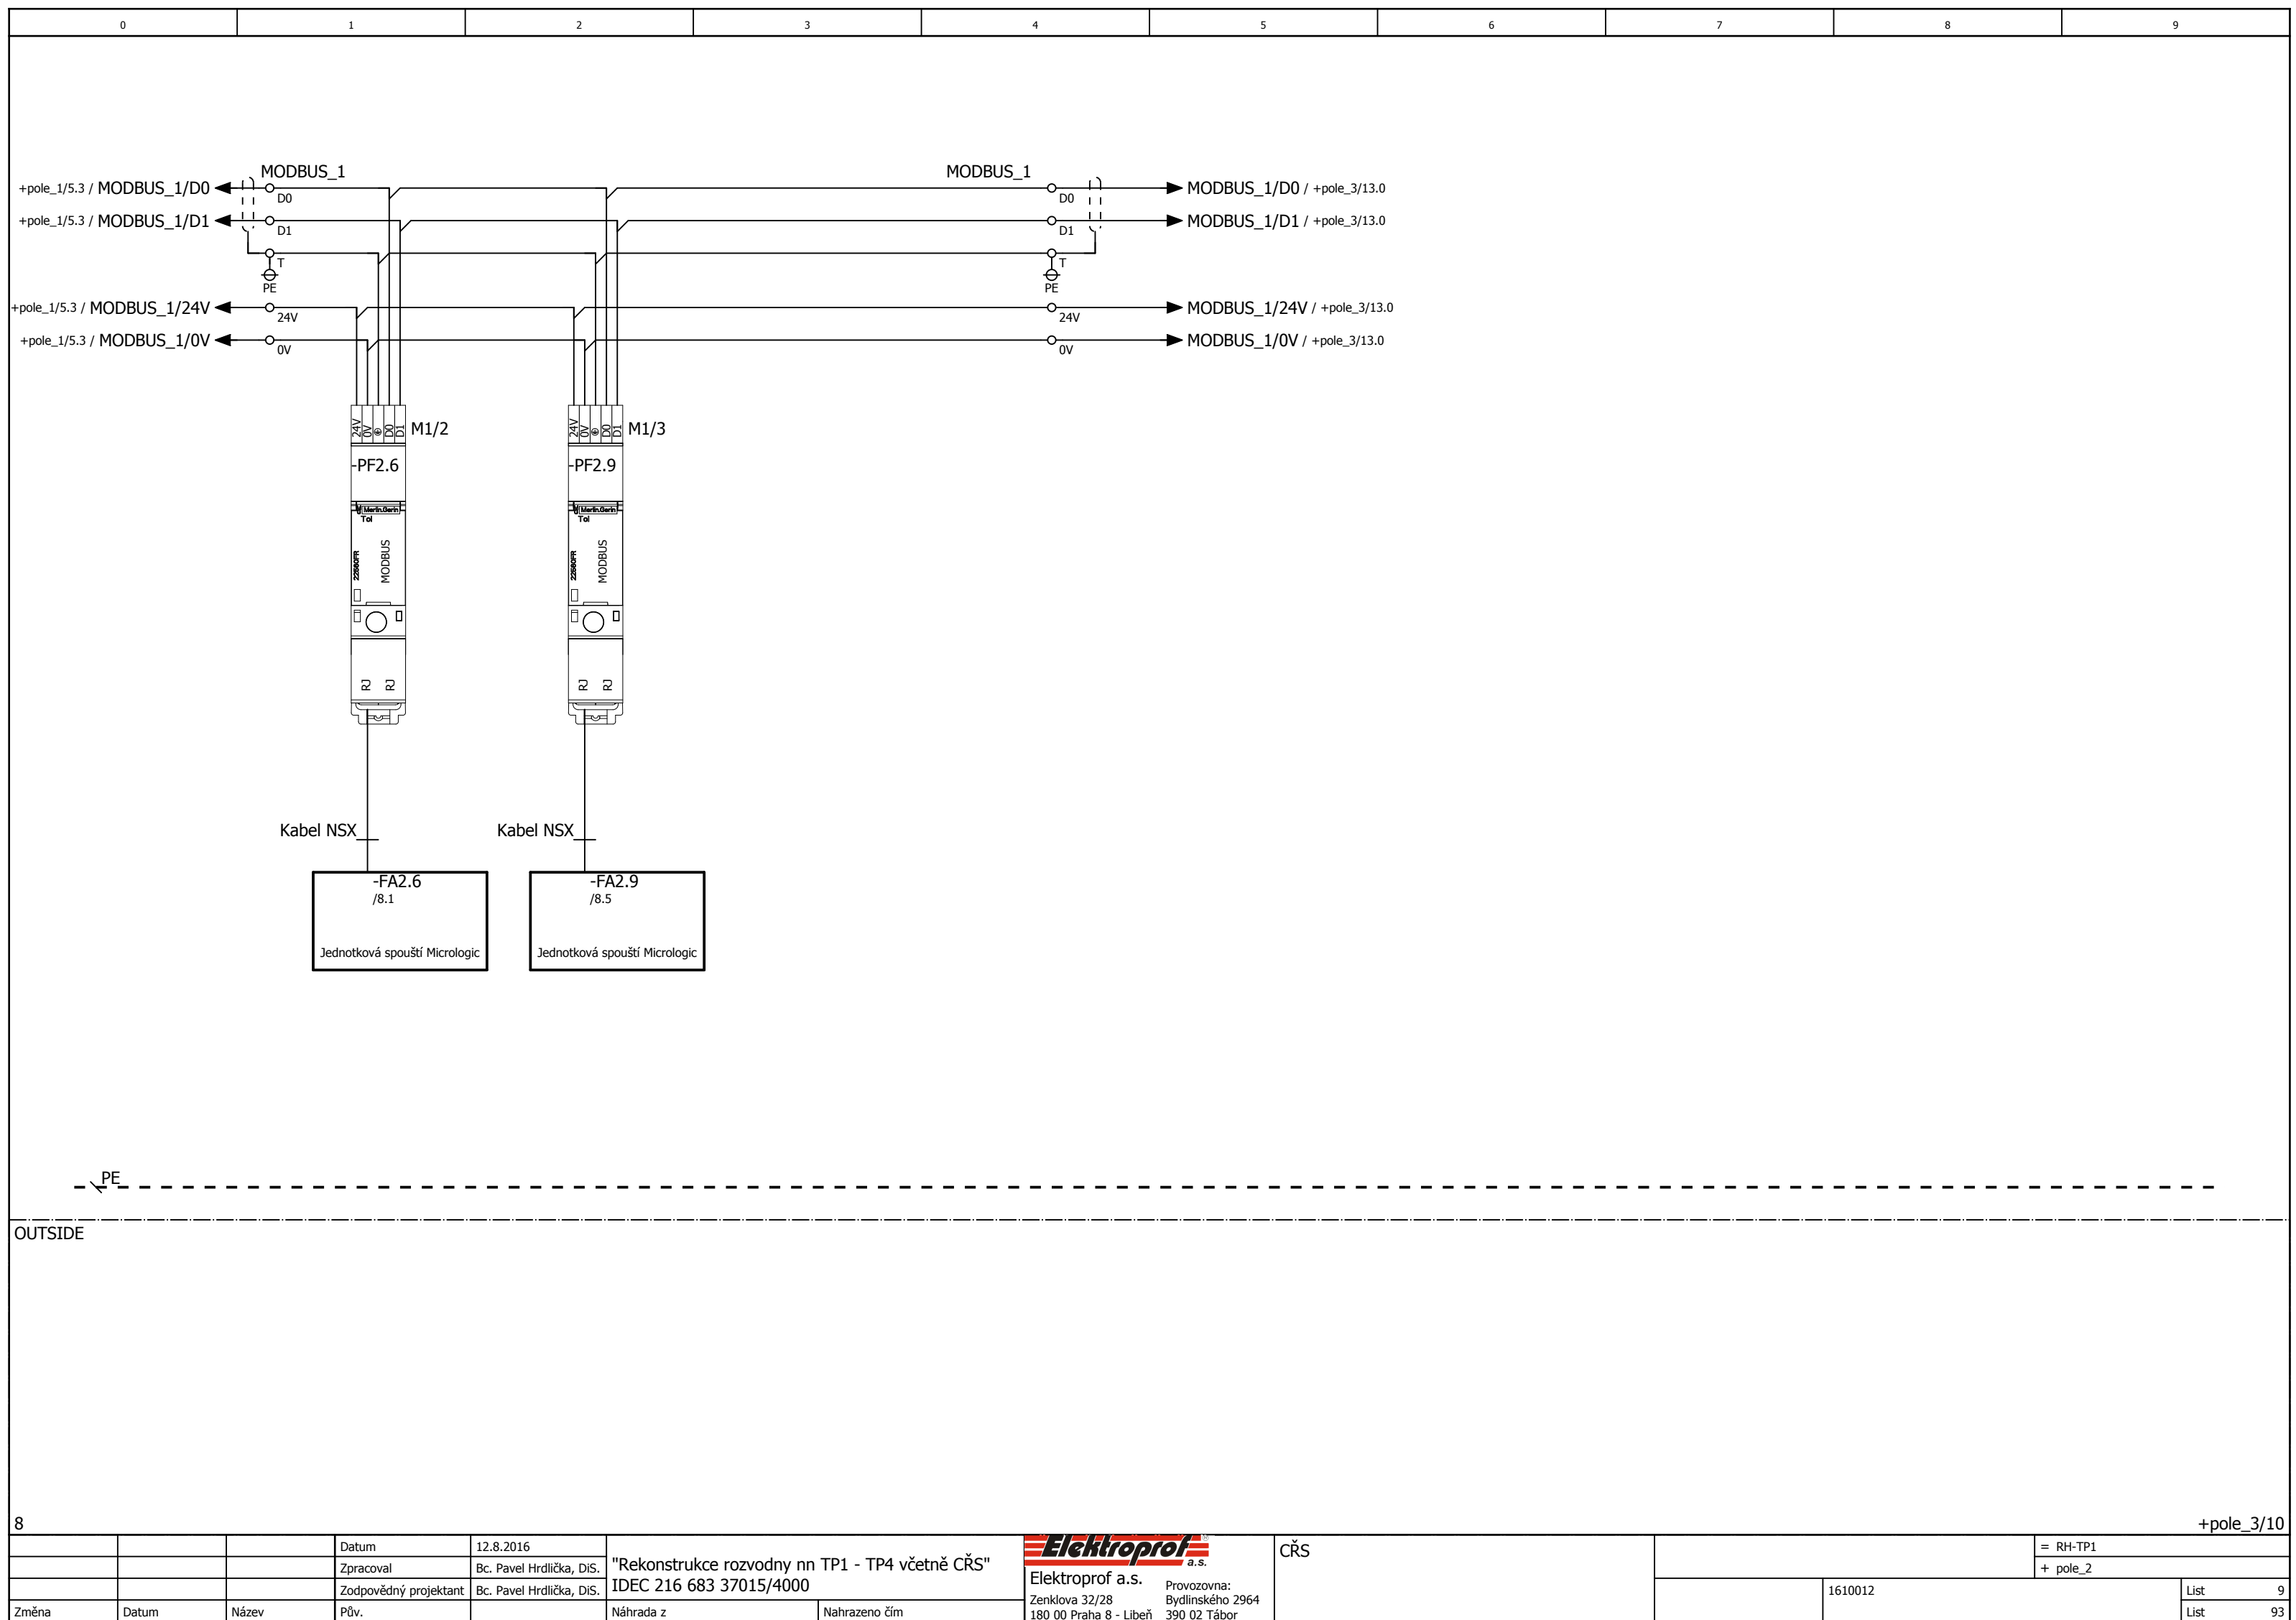 0 1 2 3 4 5 6 7 8 9
MODBUS_1 MODBUS_1
+pole_1/5.3 / MODBUS_1/D0 D0 D0 MODBUS_1/D0 / +pole_3/13.0
+pole_1/5.3 / MODBUS_1/D1 D1 D1 MODBUS_1/D1 / +pole_3/13.0
T T
PE PE
+pole_1/5.3 / MODBUS_1/24V 24V 24V MODBUS_1/24V / +pole_3/13.0
+pole_1/5.3 / MODBUS_1/0V 0V 0V MODBUS_1/0V / +pole_3/13.0
24V 0V D0 D1 M1/2 24V 0V D0 D1 M1/3
-PF2.6 -PF2.9
Merlin.Gerin Merlin.Gerin
Tol Tol
MODBUS MODBUS
RJ RJ RJ RJ
Kabel NSX Kabel NSX
-FA2.6 -FA2.9
/8.1 /8.5
Jednotková spouští Micrologic Jednotková spouští Micrologic
PE
OUTSIDE
8 +pole_3/10
Datum 12.8.2016
Zpracoval Bc. Pavel Hrdlička, DiS.
Zodpovědný projektant Bc. Pavel Hrdlička, DiS.
Změna Datum Název Pův.
"Rekonstrukce rozvodny nn TP1 - TP4 včetně CŘS"
IDEC 216 683 37015/4000
Náhrada z Nahrazeno čím
Elektroprof a.s.
Elektroprof a.s.
Zenklova 32/28
180 00 Praha 8 - Libeň
Provozovna:
Bydlinského 2964
390 02 Tábor
CŘS
= RH-TP1
+ pole_2
1610012
List 9
List 93